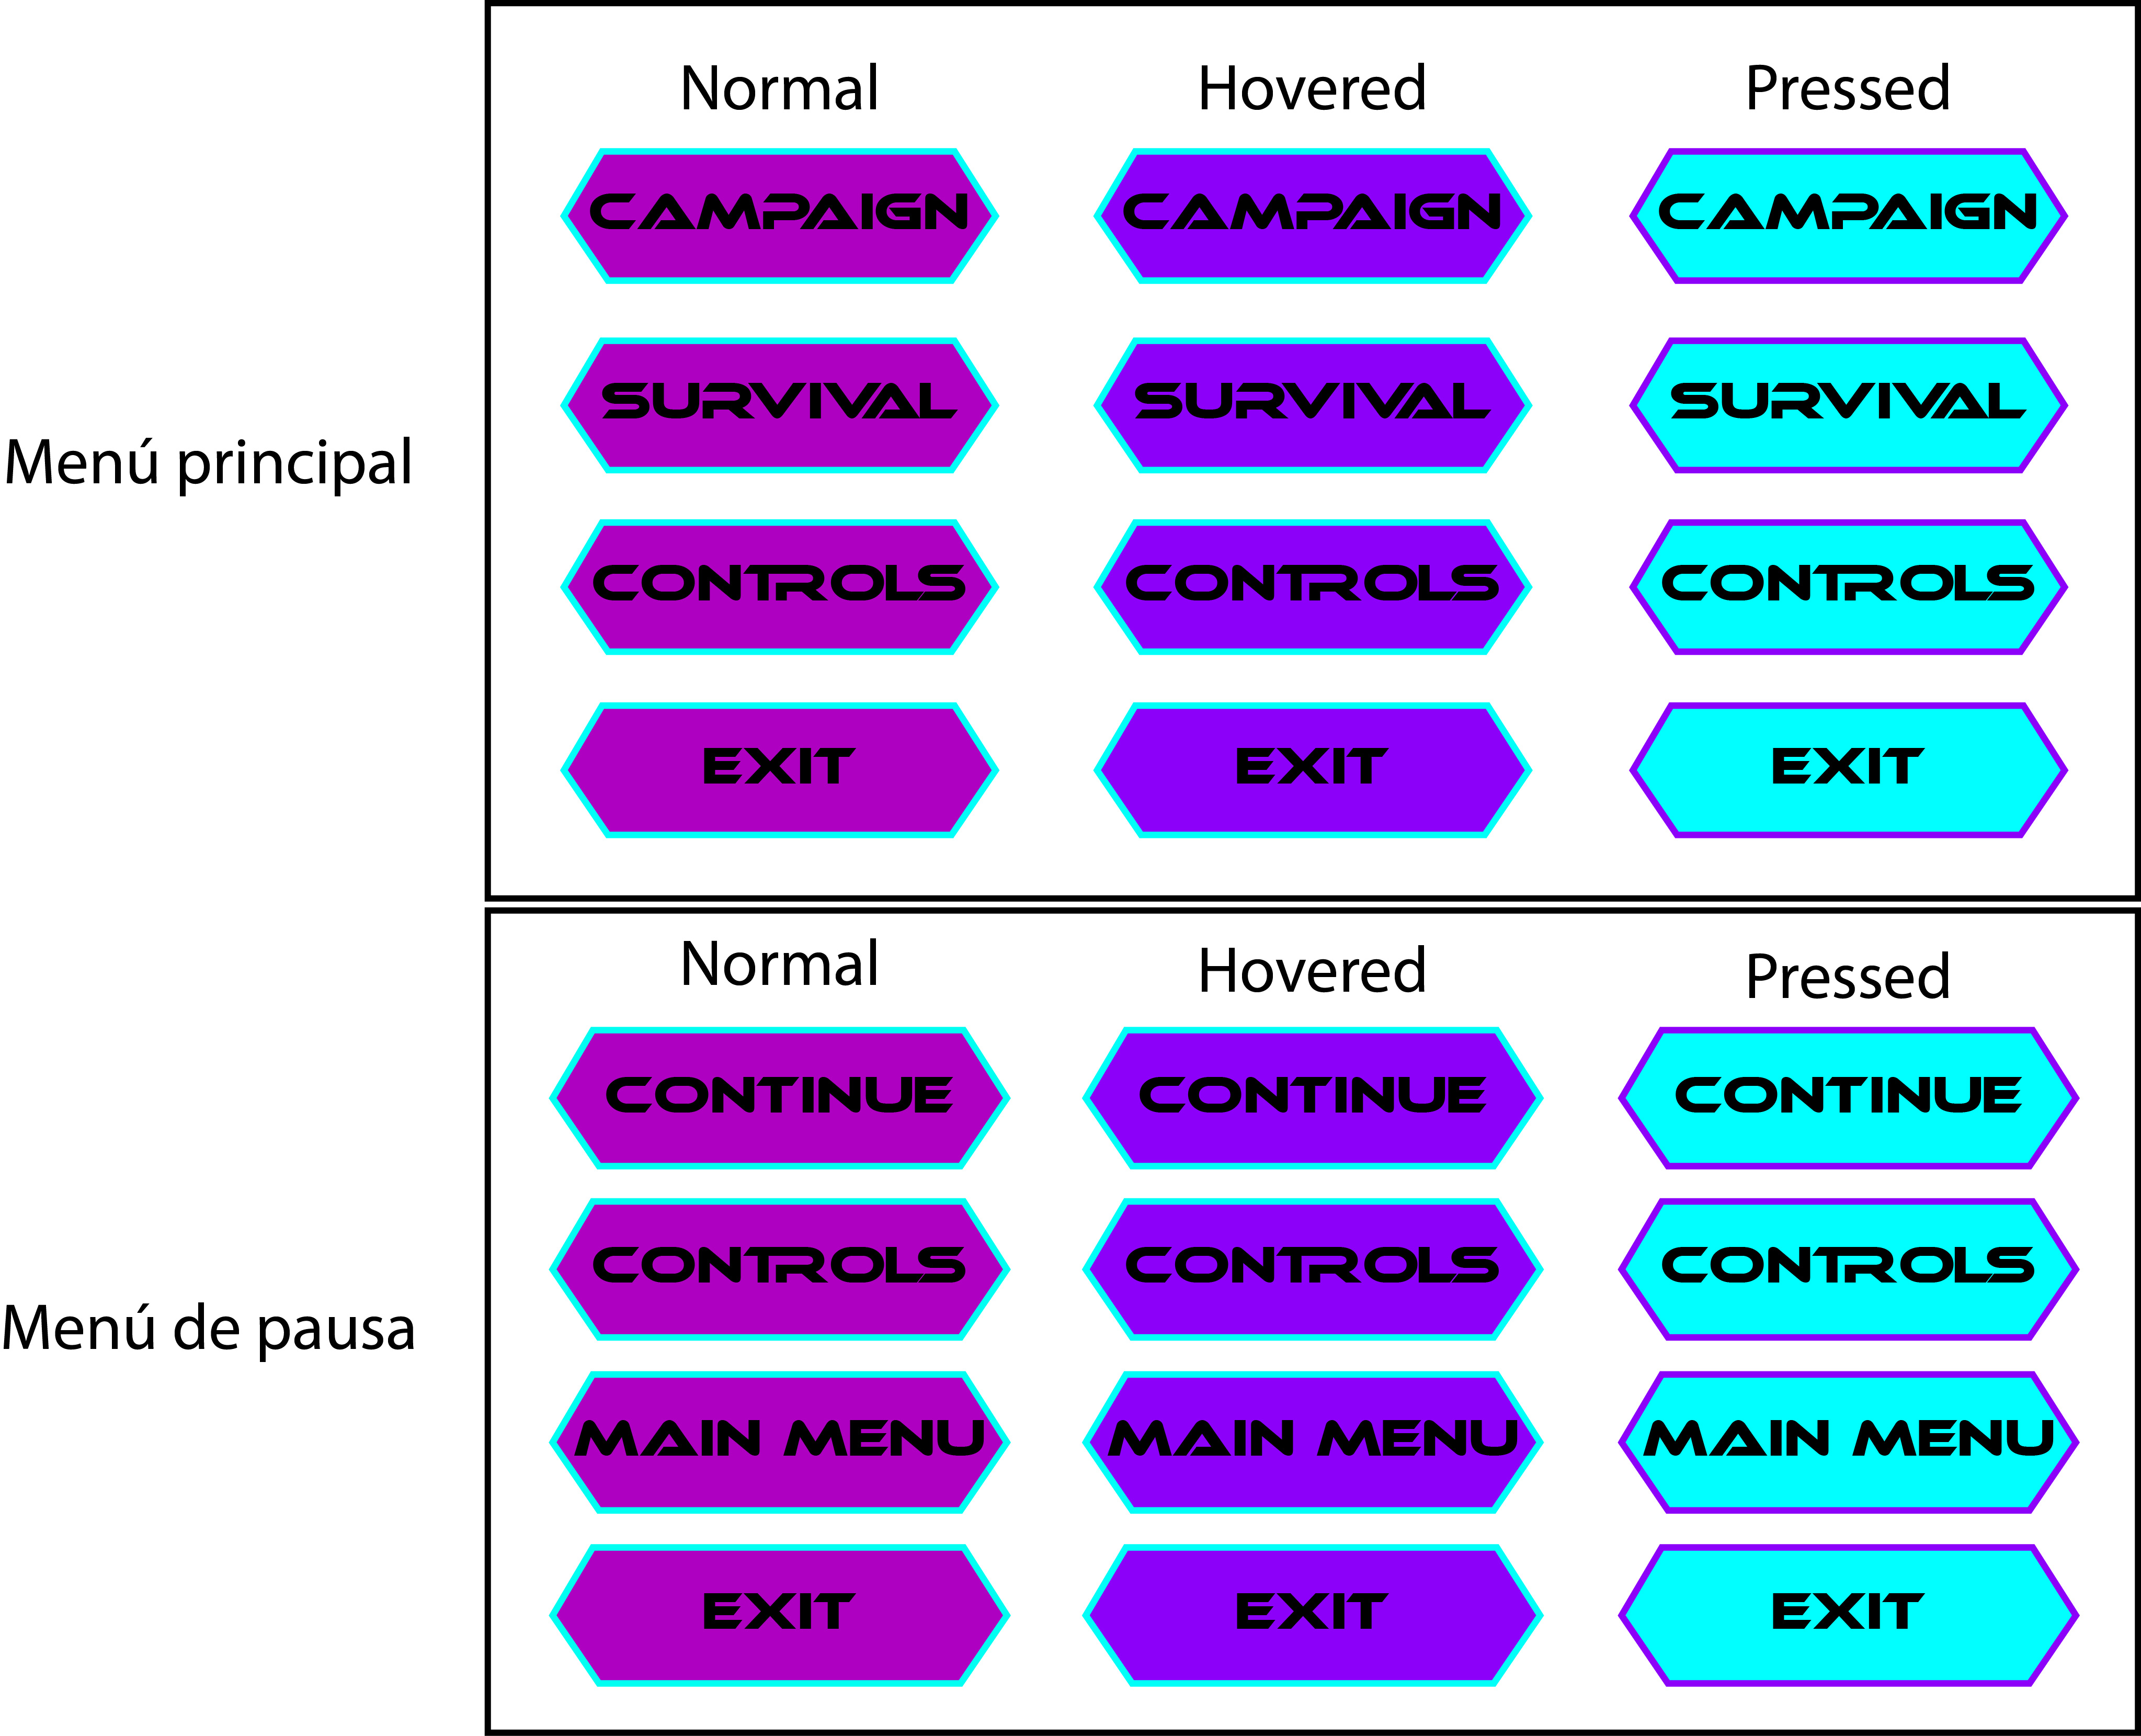 Normal Hovered Pressed
CAMPAIGN CAMPAIGN CAMPAIGN
SURVIVAL SURVIVAL SURVIVAL
Menú principal
CONTROLS CONTROLS CONTROLS
EXIT EXIT EXIT
Normal Hovered Pressed
CONTINUE CONTINUE CONTINUE
CONTROLS CONTROLS CONTROLS
Menú de pausa
MAIN MENU MAIN MENU MAIN MENU
EXIT EXIT EXIT